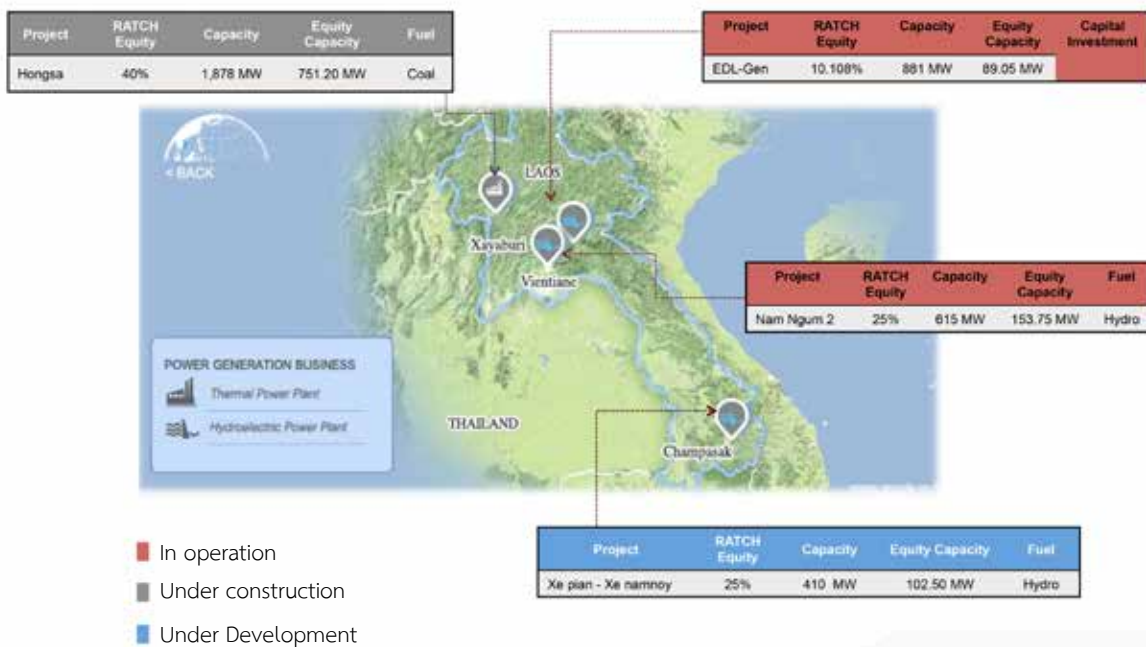 Project RATCH Equity Capacity Equity Capacity Fuel
Hongsa 40% 1,878 MW 751.20 MW Coal
Project RATCH Equity Capacity Equity Capacity Capital Investment
EDL-Gen 10.108% 881 MW 89.05 MW
< BACK
LAOS
Xayaburi
Vientiane
Project RATCH Equity Capacity Equity Capacity Fuel
Nam Ngum 2 25% 615 MW 153.75 MW Hydro
POWER GENERATION BUSINESS
Thermal Power Plant
Hydroelectric Power Plant
THAILAND
Champasak
Project RATCH Equity Capacity Equity Capacity Fuel
Xe pian - Xe namnoy 25% 410 MW 102.50 MW Hydro
In operation
Under construction
Under Development